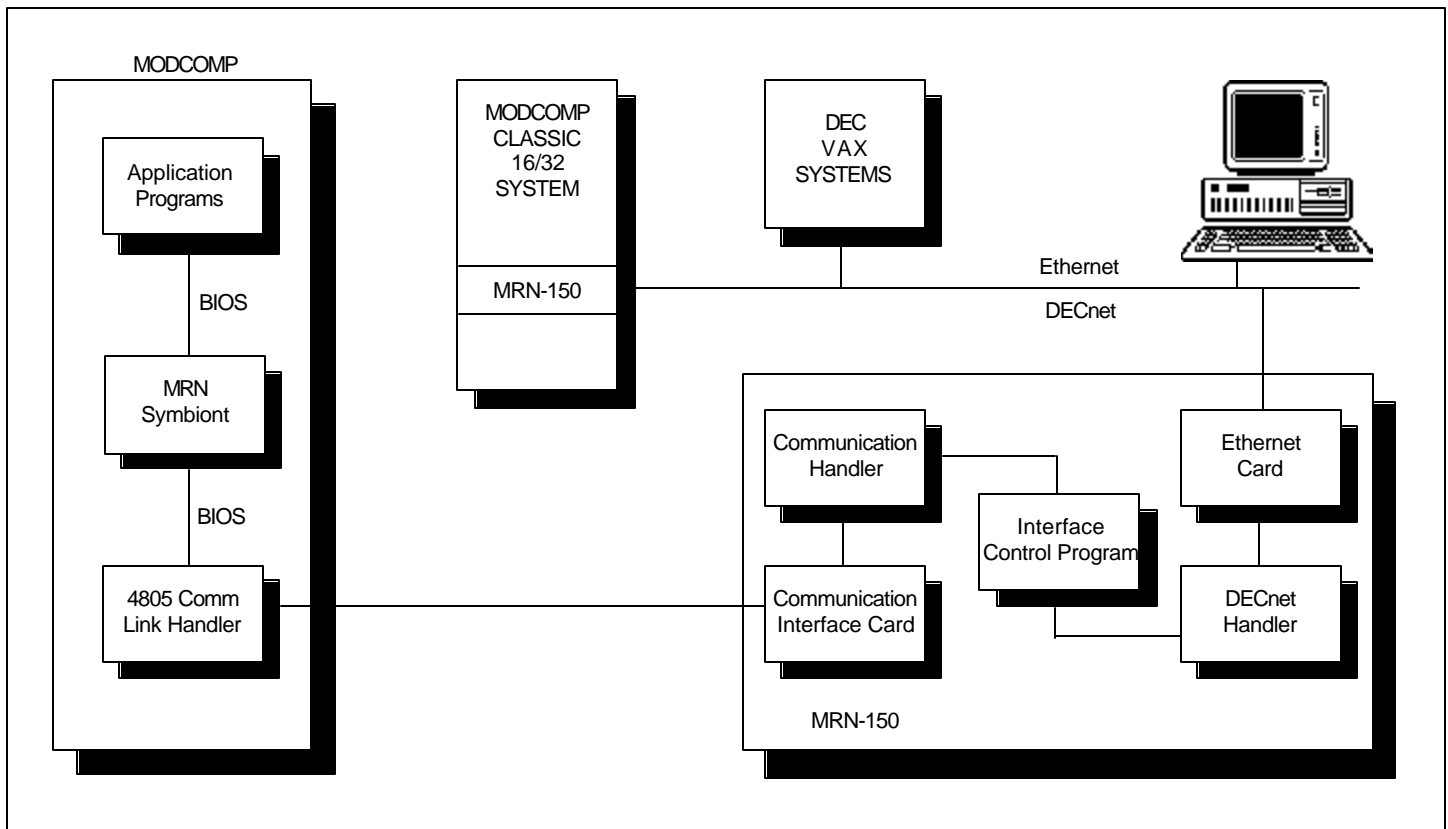 MODCOMP
Application
Programs
BIOS
MRN
Symbiont
BIOS
4805 Comm
Link Handler
MODCOMP
CLASSIC
16/32
SYSTEM
MRN-150
DEC
VAX
SYSTEMS
Ethernet
DECnet
Communication
Handler
Communication
Interface Card
Interface
Control Program
Ethernet
Card
DECnet
Handler
MRN-150